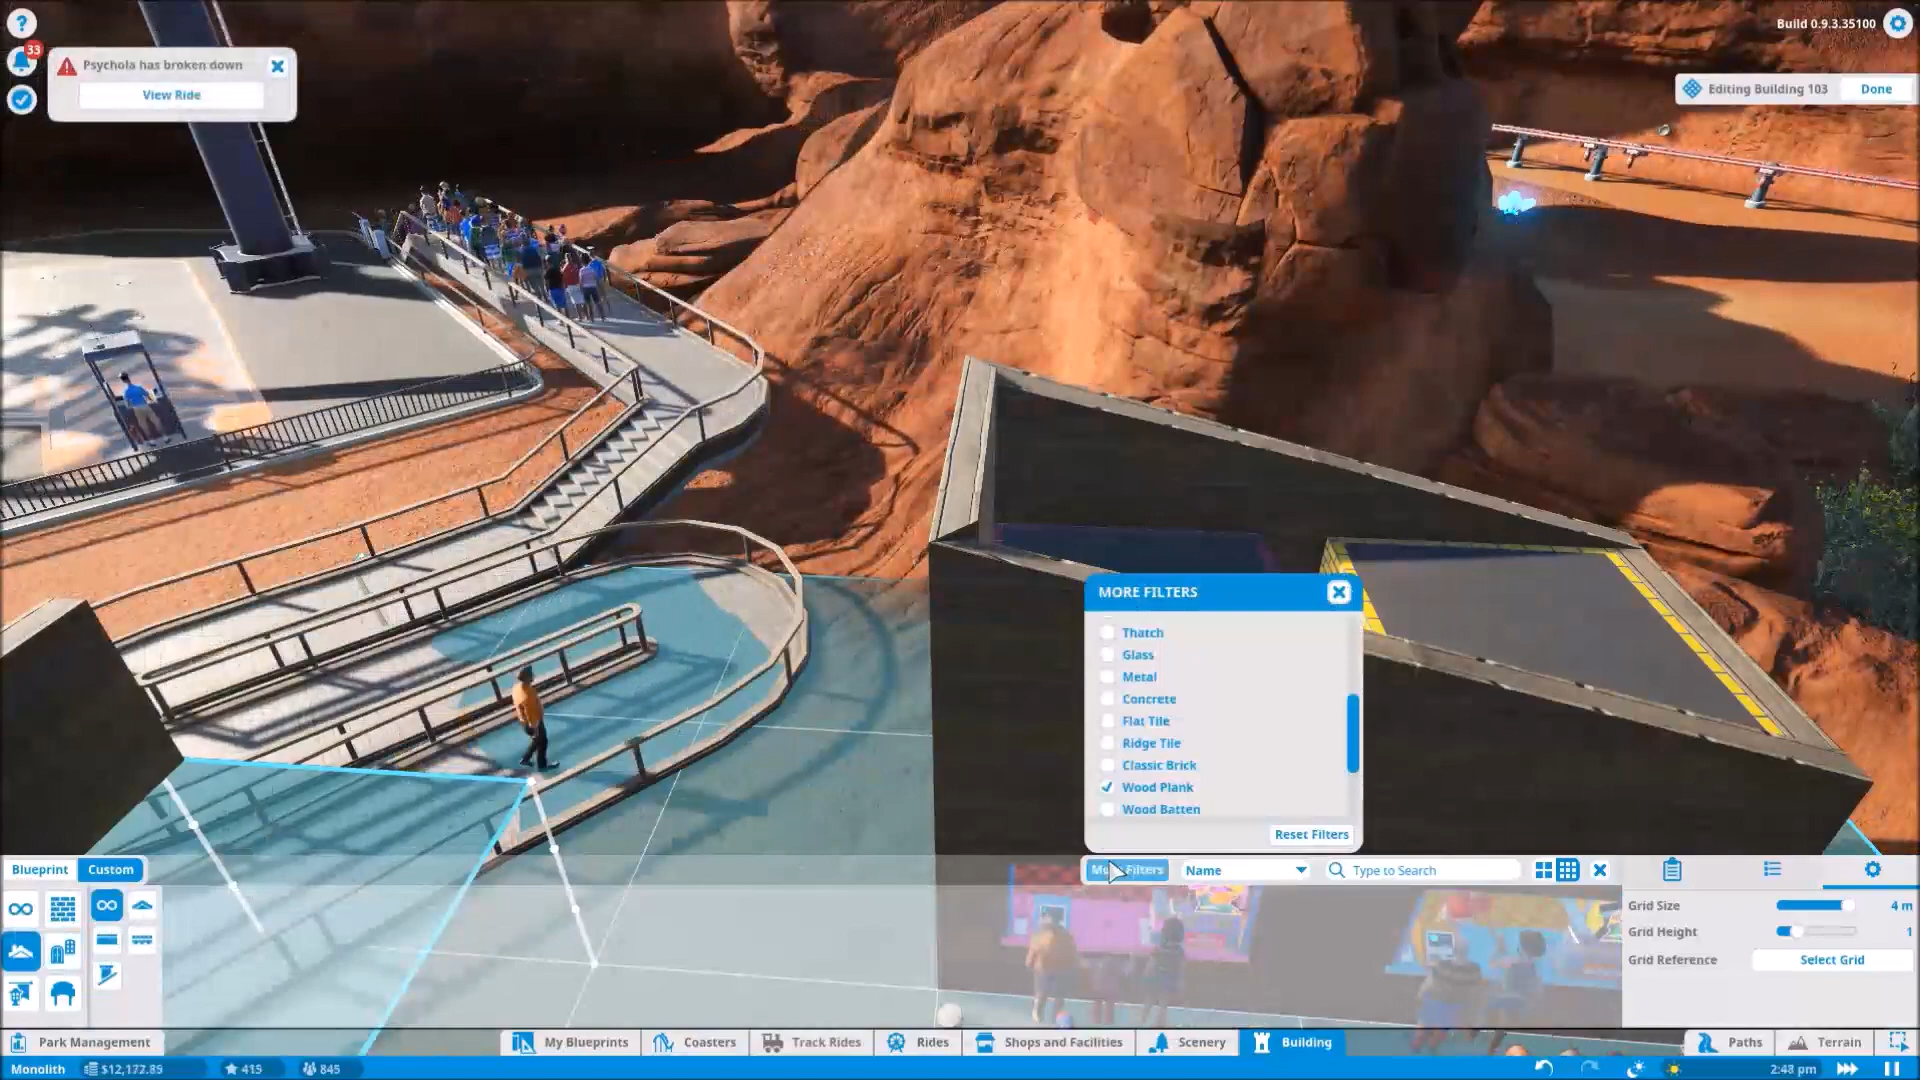 ?
Build 0.9.3.35100
33
Psychola has broken down
View Ride
Editing Building 103
Done
MORE FILTERS
Thatch
Glass
Metal
Concrete
Flat Tile
Ridge Tile
Classic Brick
Wood Plank
Wood Batten
Reset Filters
Blueprint
Custom
More Filters
Name
Type to Search
Grid Size
4 m
Grid Height
1
Grid Reference
Select Grid
Park Management
My Blueprints
Coasters
Track Rides
Rides
Shops and Facilities
Scenery
Building
Paths
Terrain
Monolith
$12,172.89
415
845
2:48 pm